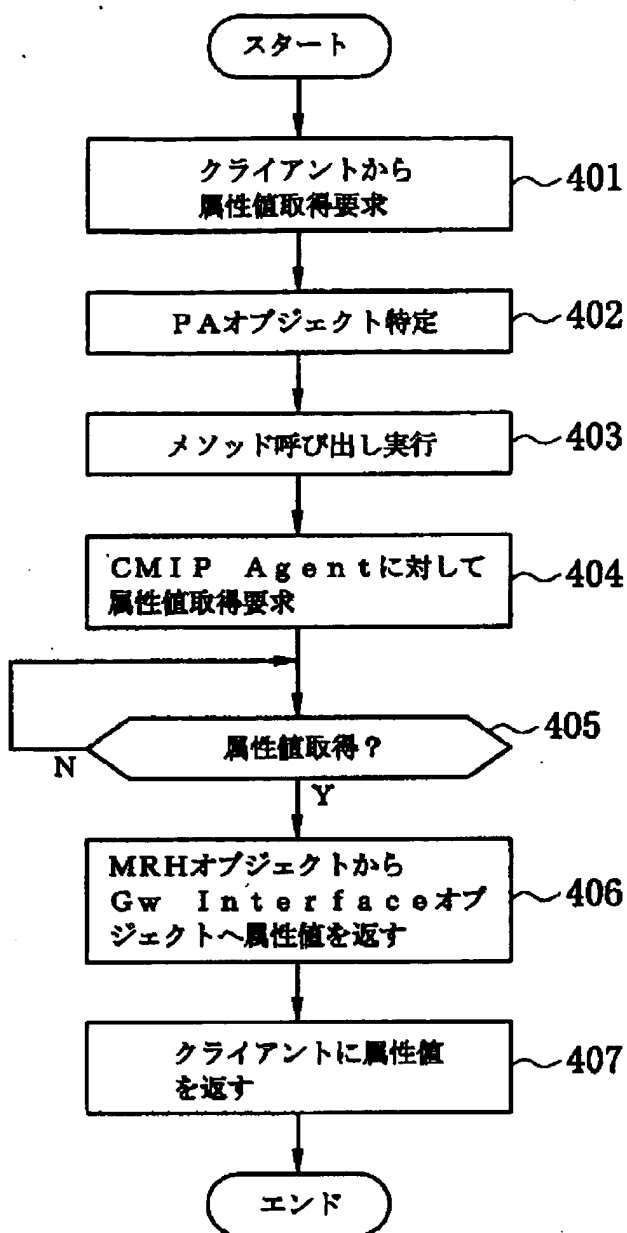 スタート
クライアントから
属性値取得要求
401
PAオブジェクト特定
402
メソッド呼び出し実行
403
CMIP Agentに対して
属性値取得要求
404
属性値取得？
405
N
Y
MRHオブジェクトから
Gw Interfaceオブ
ジェクトへ属性値を返す
406
クライアントに属性値
を返す
407
エンド